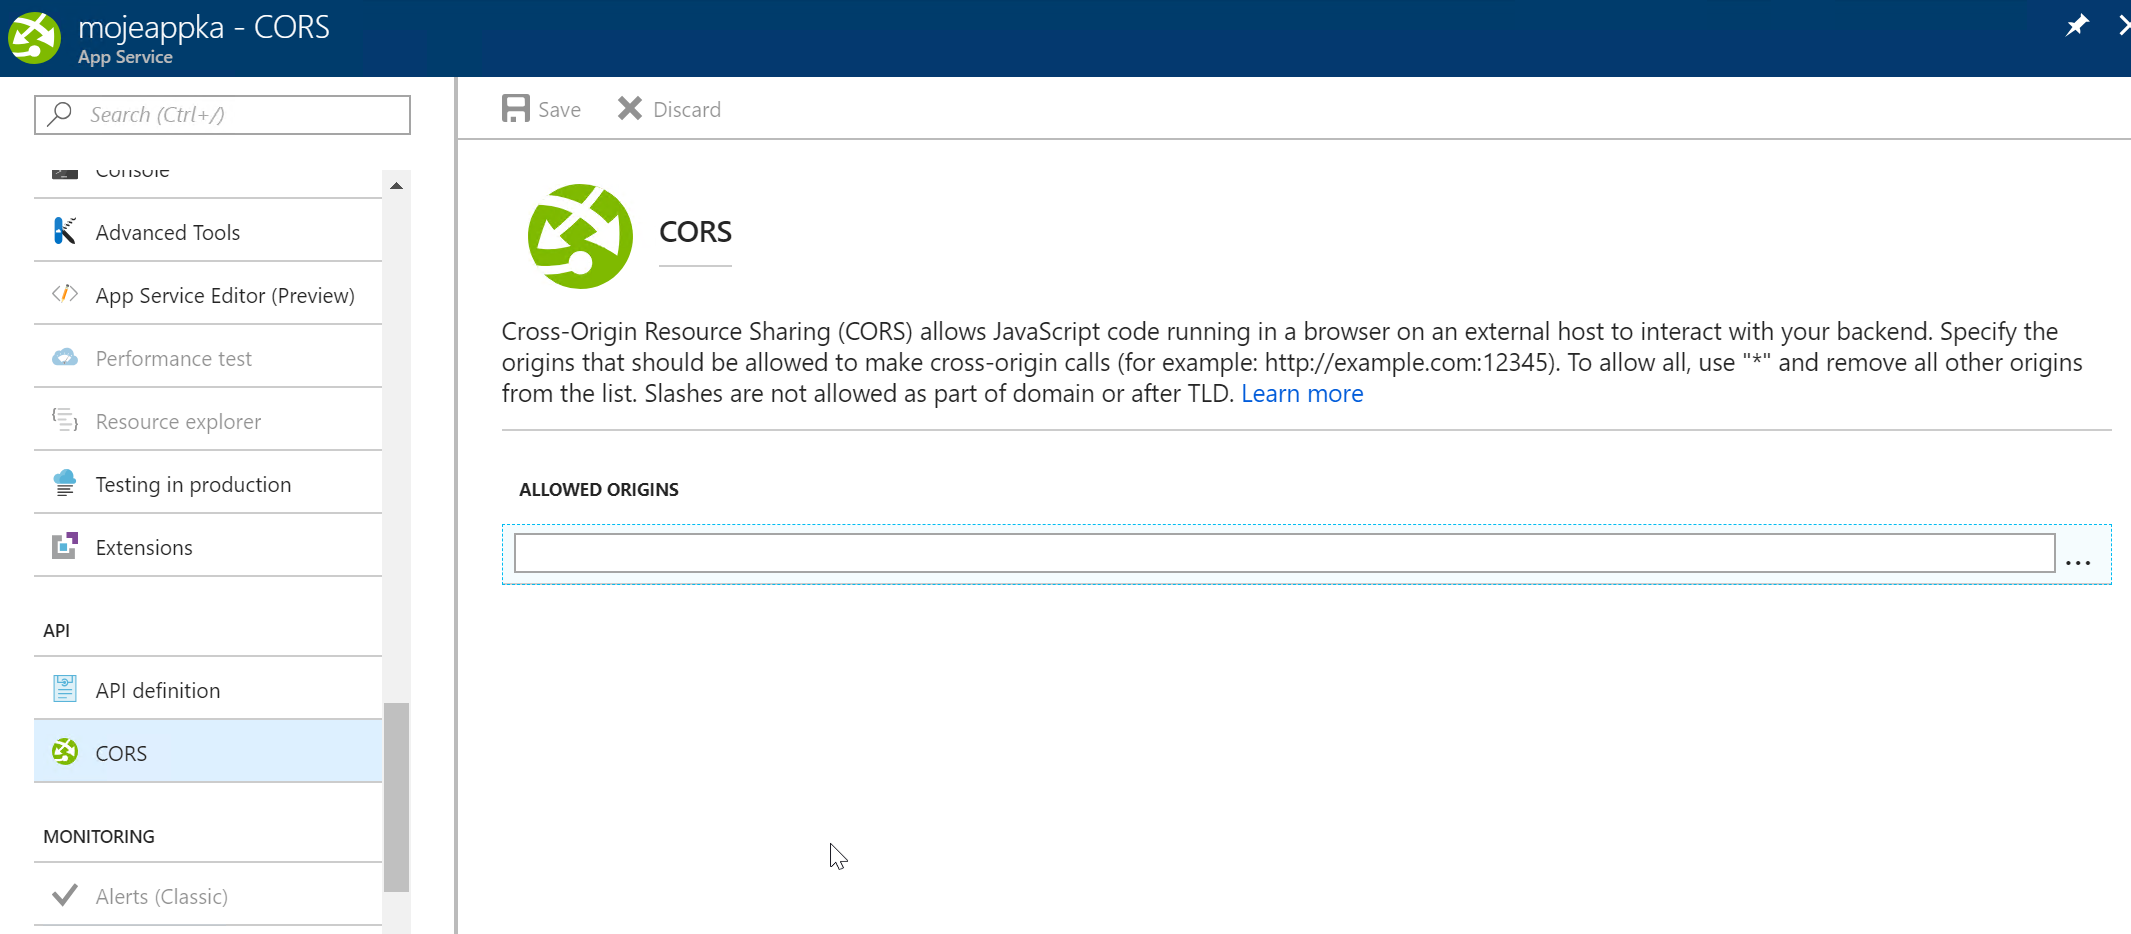 mojeappka - CORS
App Service
Search (Ctrl+/)
Console
Advanced Tools
App Service Editor (Preview)
Performance test
Resource explorer
Testing in production
Extensions
API
API definition
CORS
MONITORING
Alerts (Classic)
Save Discard
CORS
Cross-Origin Resource Sharing (CORS) allows JavaScript code running in a browser on an external host to interact with your backend. Specify the
origins that should be allowed to make cross-origin calls (for example: http://example.com:12345). To allow all, use "*" and remove all other origins
from the list. Slashes are not allowed as part of domain or after TLD. Learn more
ALLOWED ORIGINS
...